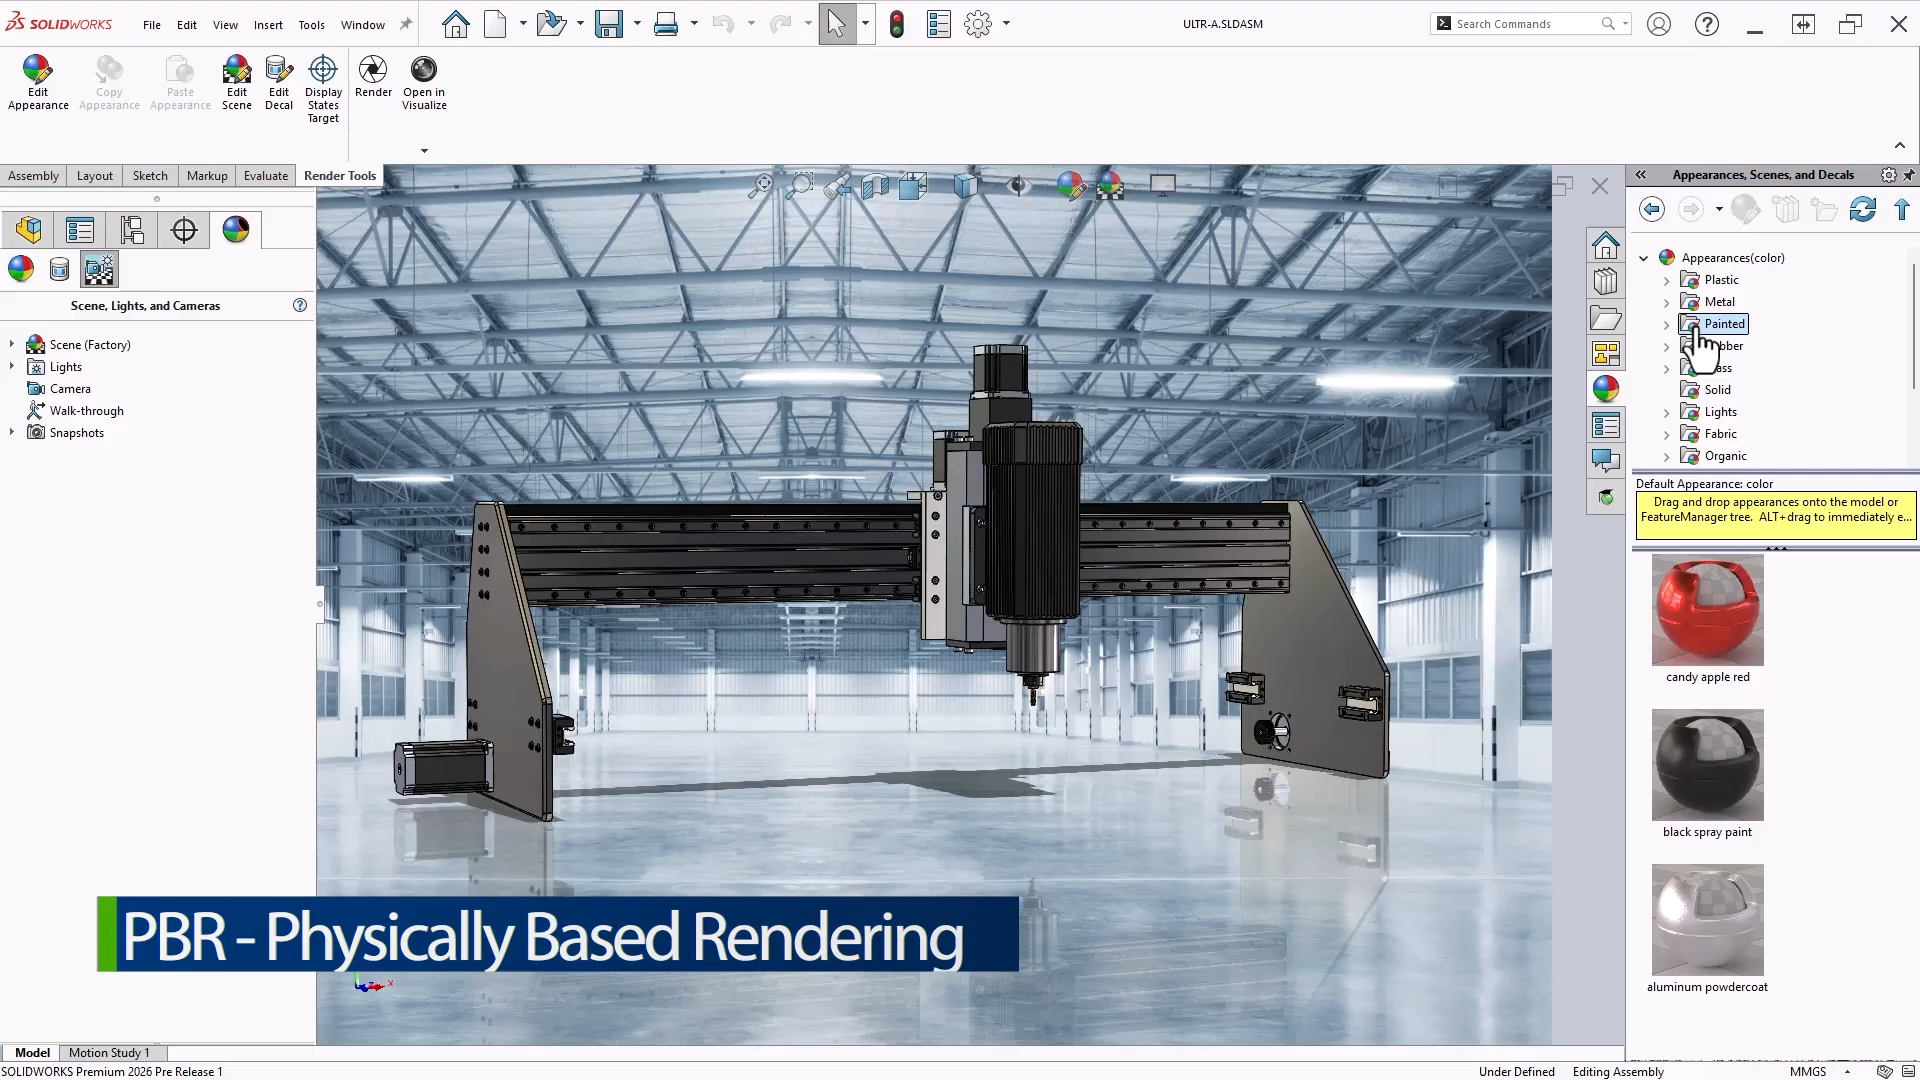 SOLIDWORKS
File Edit View Insert Tools Window
ULTR-A.SLDASM
Search Commands
Edit Appearance
Copy Appearance
Paste Appearance
Edit Scene
Edit Decal
Display States Target
Render
Open in Visualize
Assembly Layout Sketch Markup Evaluate Render Tools
Scene, Lights, and Cameras
Scene (Factory)
Lights
Camera
Walk-through
Snapshots
Appearances, Scenes, and Decals
Appearances(color)
Plastic
Metal
Painted
Solid
Lights
Fabric
Organic
Default Appearance: color
Drag and drop appearances onto the model or
FeatureManager tree. ALT+drag to immediately e...
candy apple red
black spray paint
aluminum powdercoat
PBR - Physically Based Rendering
x
Model Motion Study 1
SOLIDWORKS Premium 2026 Pre Release 1
Under Defined Editing Assembly MMGS